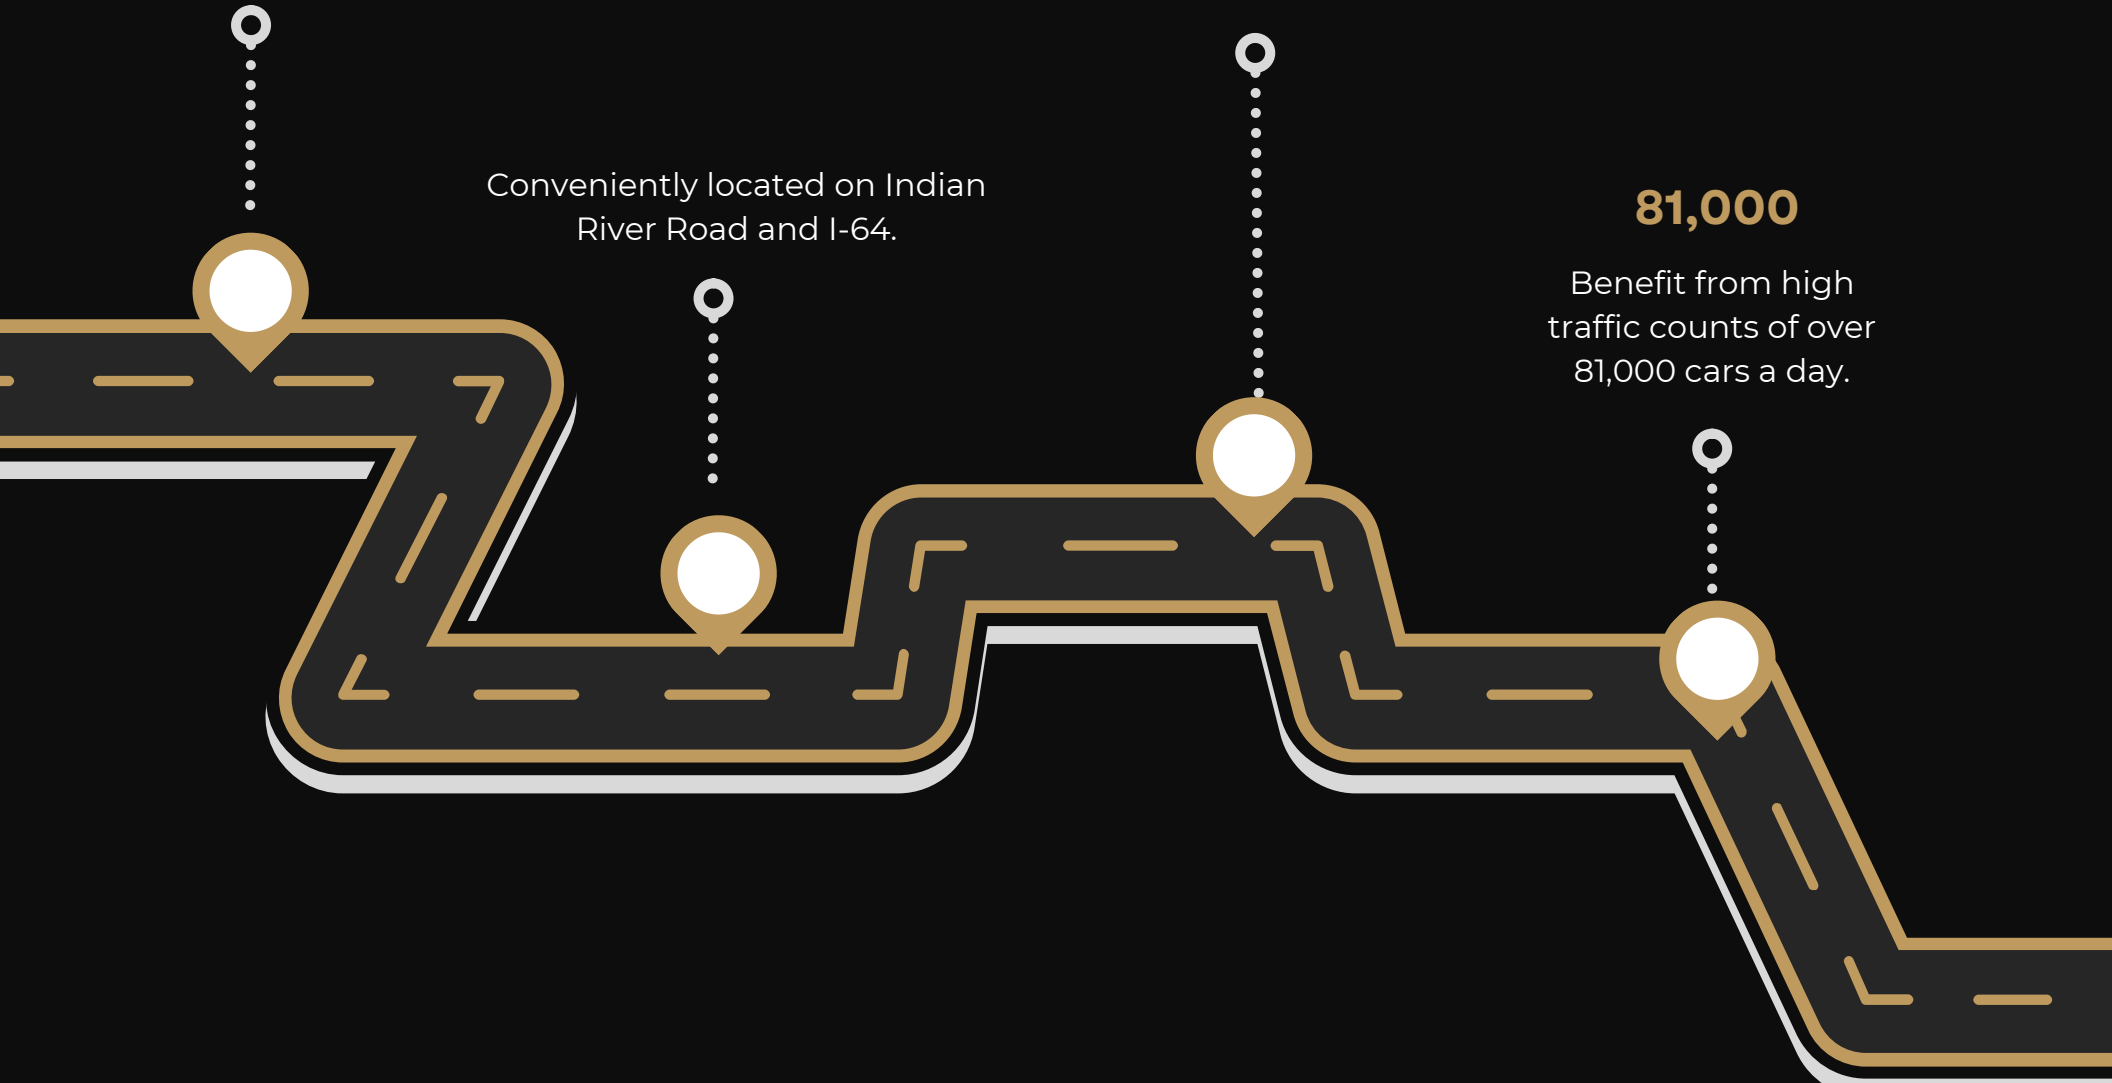 Conveniently located on Indian
River Road and I-64.
81,000
Benefit from high
traffic counts of over
81,000 cars a day.